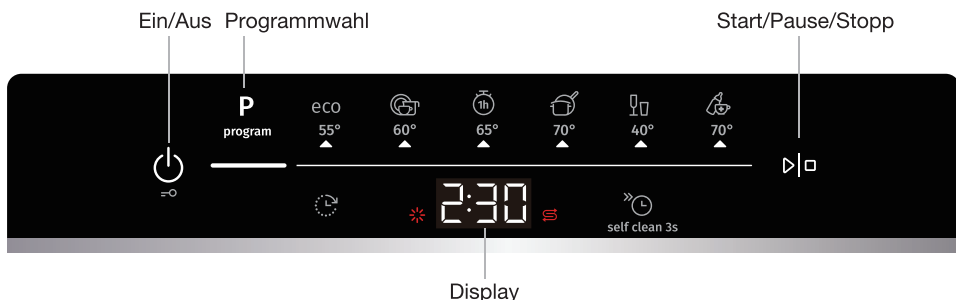 Ein/Aus Programmwahl Start/Pause/Stopp
P eco 1h
program 55° 60° 65° 70° 40° 70°
2:30
self clean 3s
Display